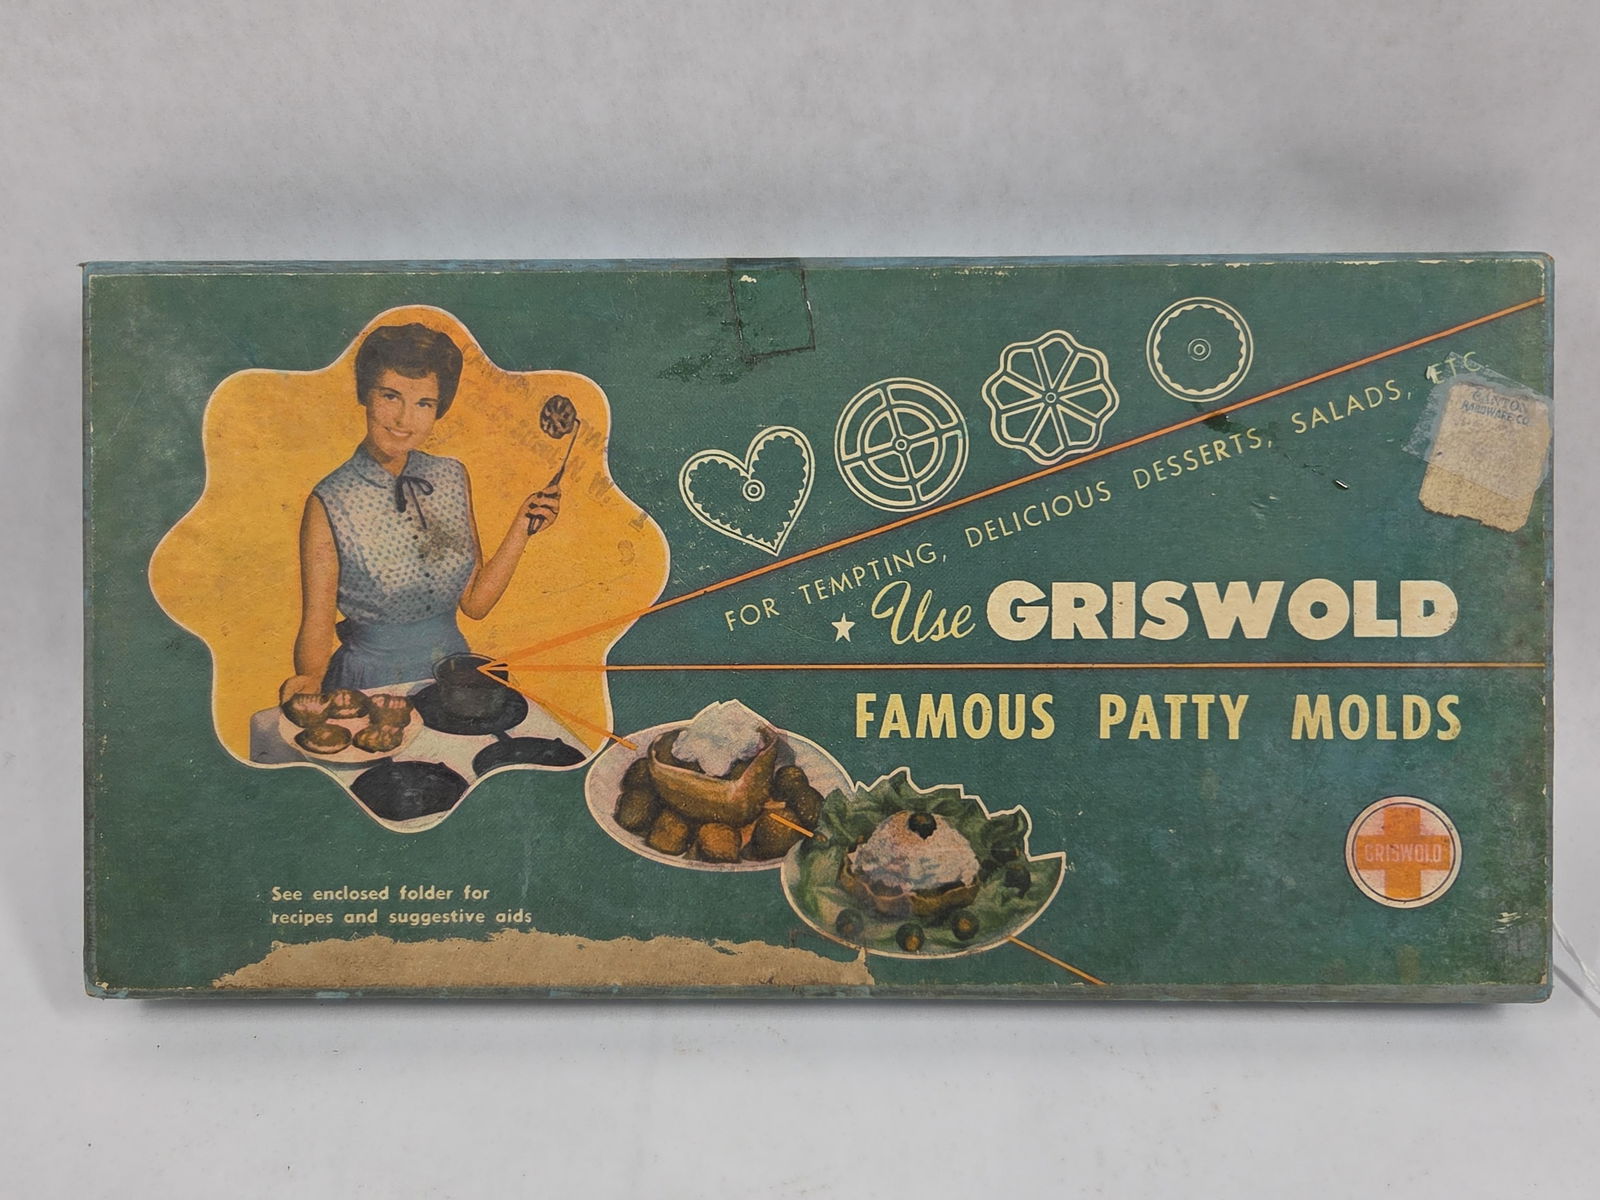 FOR TEMPTING, DELICIOUS DESSERTS, SALADS, ETC.
CANTON
HARDWARE CO.
Use GRISWOLD
FAMOUS PATTY MOLDS
GRISWOLD
See enclosed folder for
recipes and suggestive aids